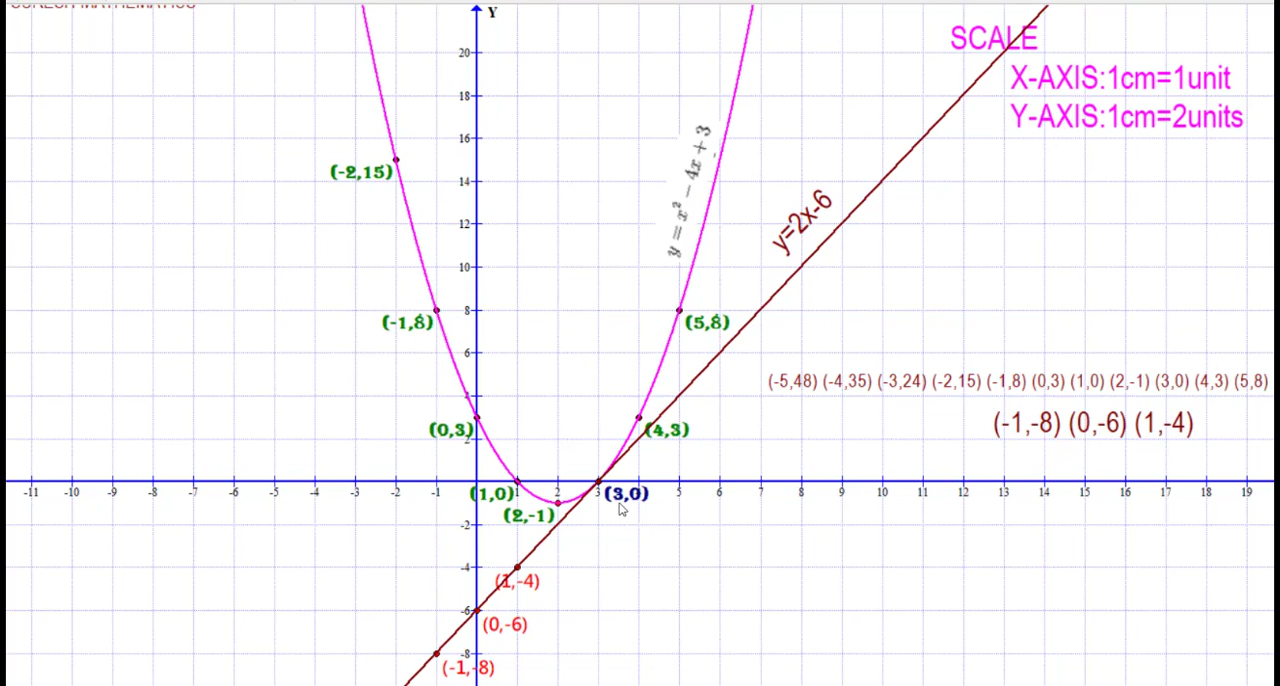 Y
SCALE
X-AXIS:1cm=1unit
Y-AXIS:1cm=2units
20
18
16
14
12
10
8
6
4
2
-2
-4
-6
-8
-11 -10 -9 -8 -7 -6 -5 -4 -3 -2 -1 1 2 3 5 6 7 8 9 10 11 12 13 14 15 16 17 18 19
y = x² − 4x + 3
y=2x-6
(-2,15)
(-1,8)
(5,8)
(-5,48) (-4,35) (-3,24) (-2,15) (-1,8) (0,3) (1,0) (2,-1) (3,0) (4,3) (5,8)
(-1,-8) (0,-6) (1,-4)
(0,3)
(4,3)
(1,0)
(3,0)
(2,-1)
(1,-4)
(0,-6)
(-1,-8)